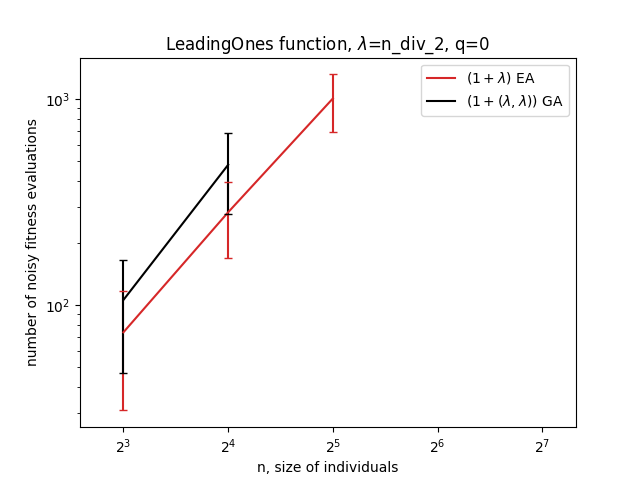 LeadingOnes function, λ=n_div_2, q=0
(1 + λ) EA
(1 + (λ, λ)) GA
number of noisy fitness evaluations
10³
10²
2³ 2⁴ 2⁵ 2⁶ 2⁷
n, size of individuals